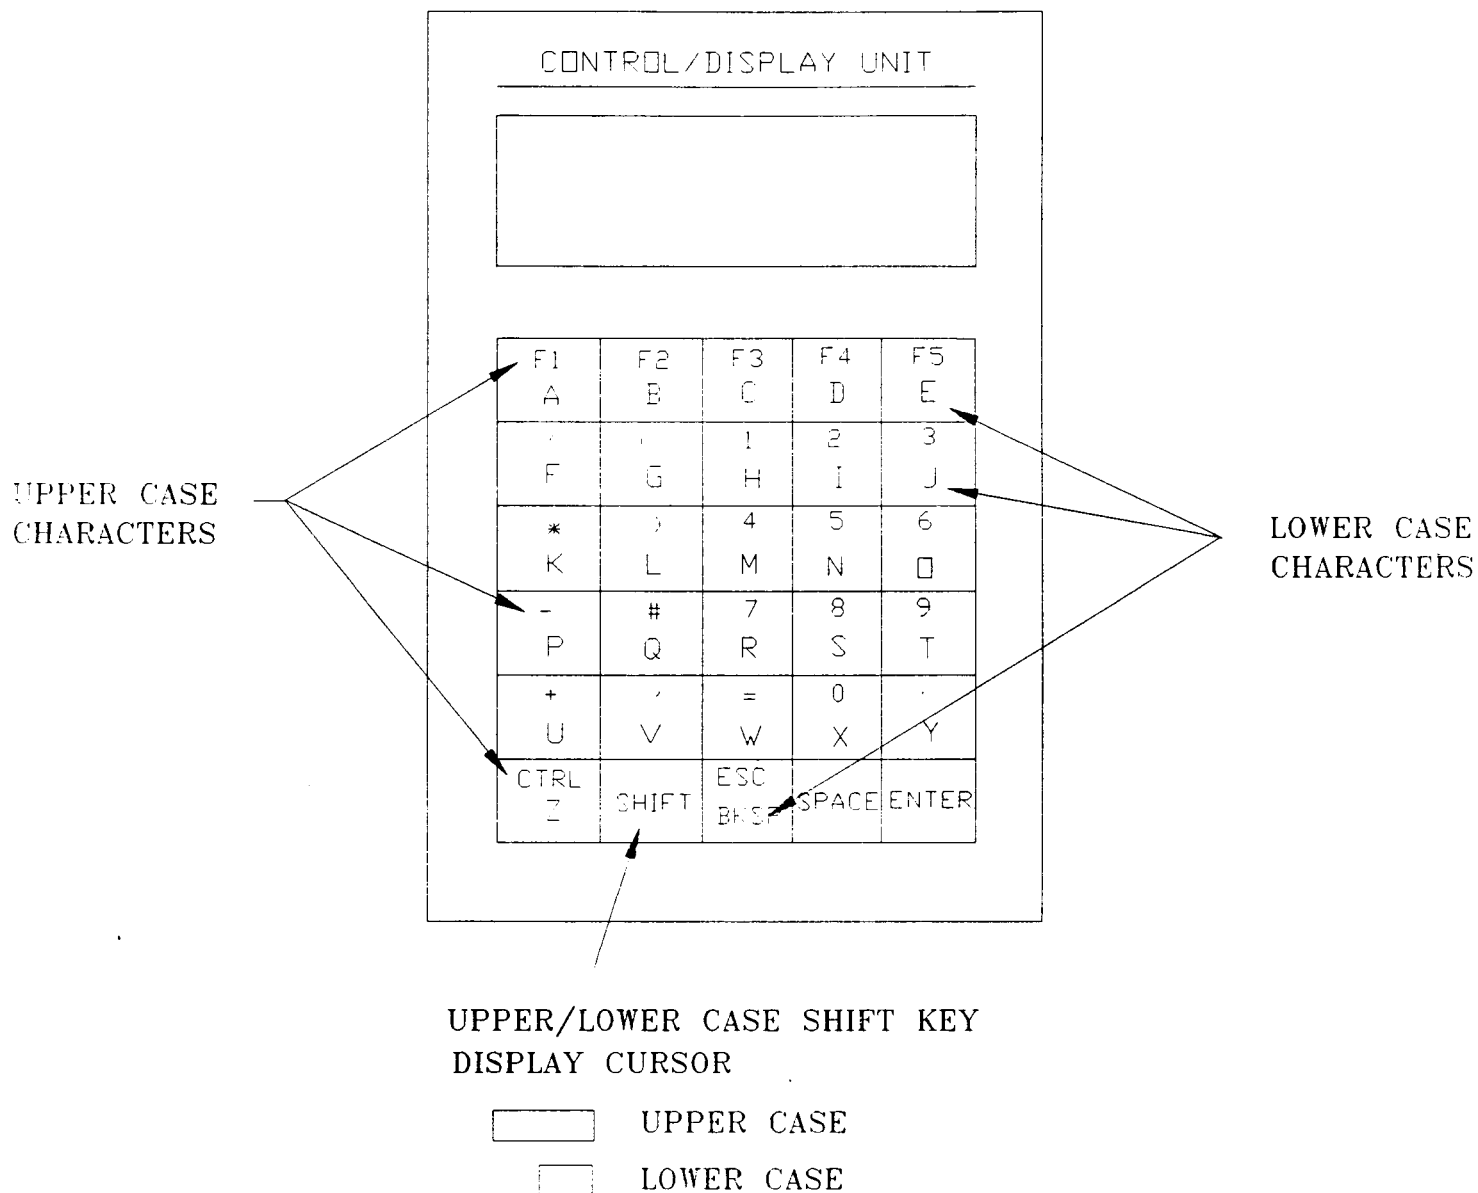 CONTROL/DISPLAY UNIT
F1 F2 F3 F4 F5
A B C D E
1 2 3
F G H I J
* ) 4 5 6
K L M N O
- # 7 8 9
P Q R S T
+ = 0
U V W X Y
CTRL ESC
Z SHIFT BKSP SPACE ENTER
UPPER CASE
CHARACTERS
LOWER CASE
CHARACTERS
UPPER/LOWER CASE SHIFT KEY
DISPLAY CURSOR
UPPER CASE
LOWER CASE